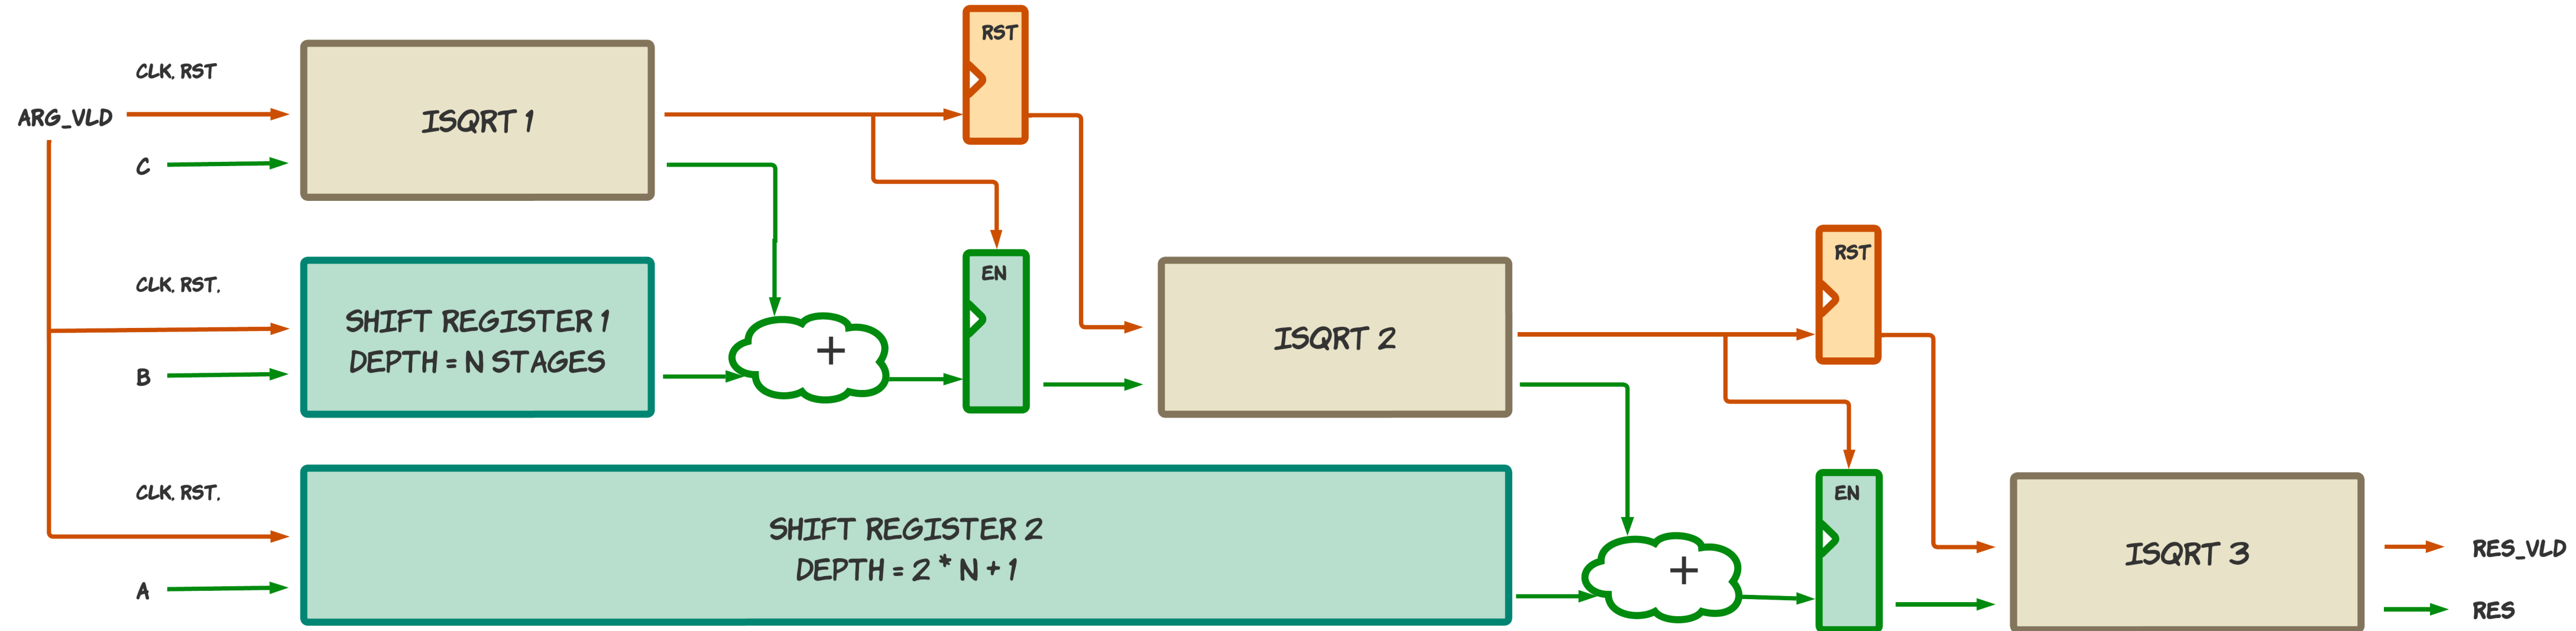 RST
CLK, RST
ARG_VLD
ISQRT 1
C
RST
EN
CLK, RST,
SHIFT REGISTER 1
DEPTH = N STAGES
+
ISQRT 2
B
CLK, RST,
EN
SHIFT REGISTER 2
DEPTH = 2 * N + 1
+
ISQRT 3
RES_VLD
A
RES